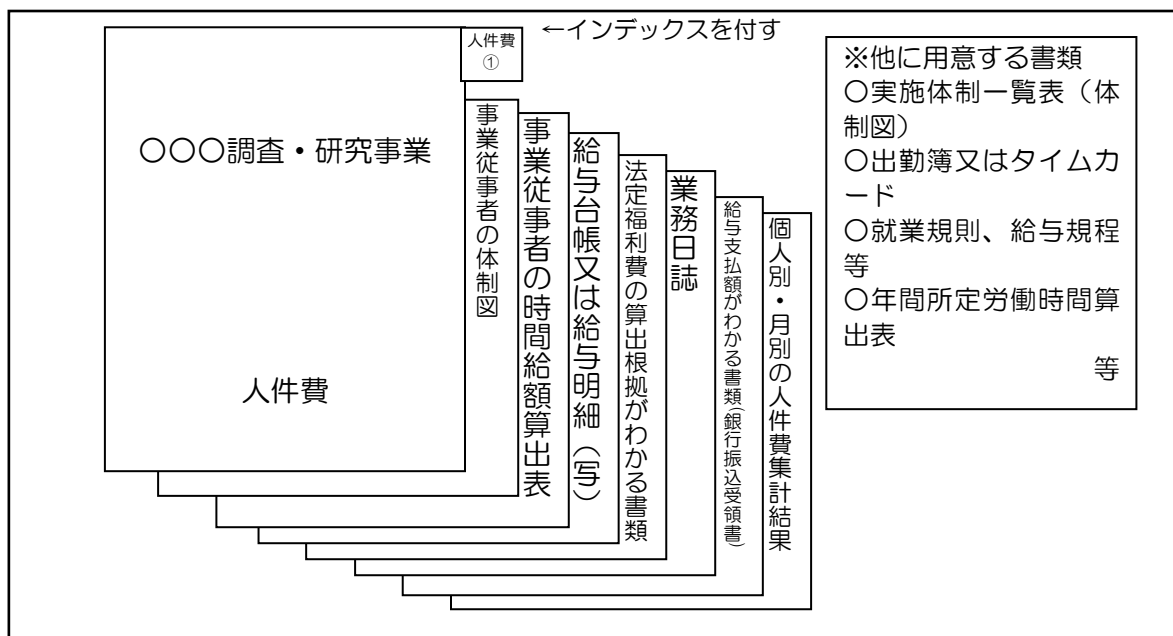 人件費
①
←インデックスを付す
〇〇〇調査・研究事業
人件費
事業従事者の体制図
事業従事者の時間給額算出表
給与台帳又は給与明細（写）
法定福利費の算出根拠がわかる書類
業務日誌
給与支払額がわかる書類(銀行振込受領書)
個人別・月別の人件費集計結果
※他に用意する書類
〇実施体制一覧表（体
制図）
〇出勤簿又はタイムカ
ード
〇就業規則、給与規程
等
〇年間所定労働時間算
出表
等